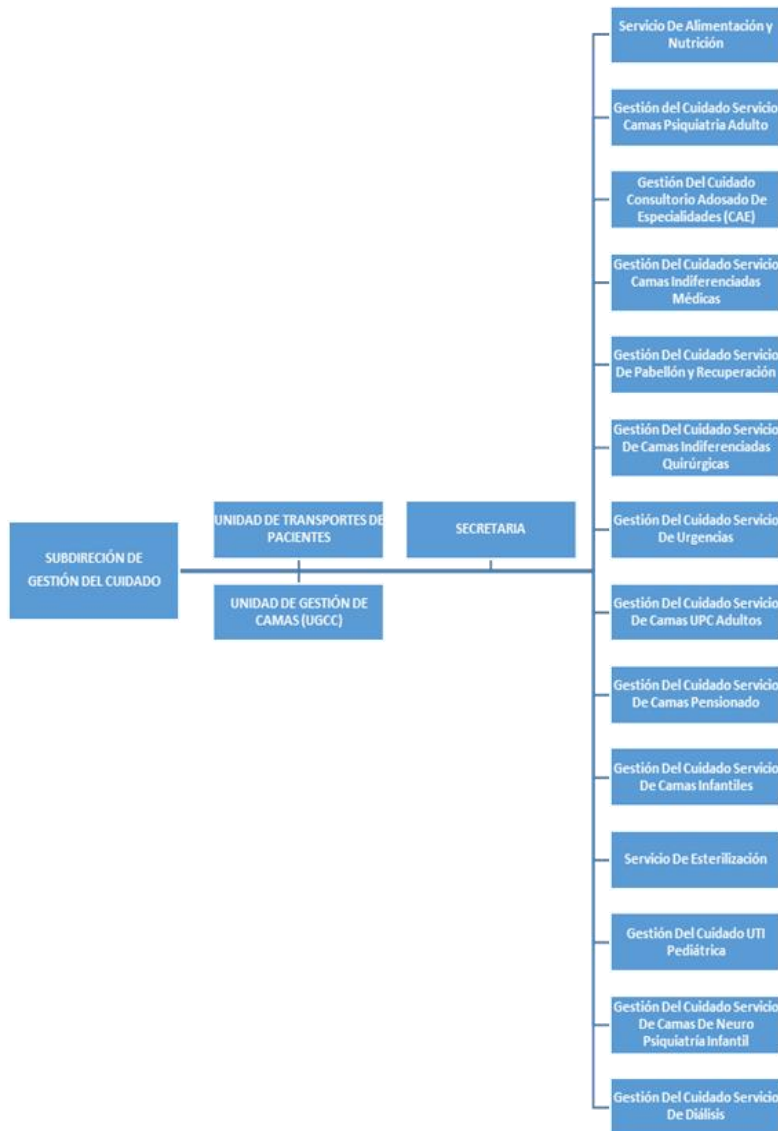 Servicio De Alimentación y
Nutrición
Gestión del Cuidado Servicio
Camas Psiquiatria Adulto
Gestión Del Cuidado
Consultorio Adosado De
Especialidades (CAE)
Gestión Del Cuidado Servicio
Camas Indiferenciadas
Médicas
Gestión Del Cuidado Servicio
De Pabellón y Recuperación
Gestión Del Cuidado Servicio
De Camas Indiferenciadas
Quirúrgicas
UNIDAD DE TRANSPORTES DE
PACIENTES
SECRETARIA
Gestión Del Cuidado Servicio
De Urgencias
SUBDIRECIÓN DE
GESTIÓN DEL CUIDADO
UNIDAD DE GESTIÓN DE
CAMAS (UGCC)
Gestión Del Cuidado Servicio
De Camas UPC Adultos
Gestión Del Cuidado Servicio
De Camas Pensionado
Gestión Del Cuidado Servicio
De Camas Infantiles
Servicio De Esterilización
Gestión Del Cuidado UTI
Pediátrica
Gestión Del Cuidado Servicio
De Camas De Neuro
Psiquiatría Infantil
Gestión Del Cuidado Servicio
De Diálisis